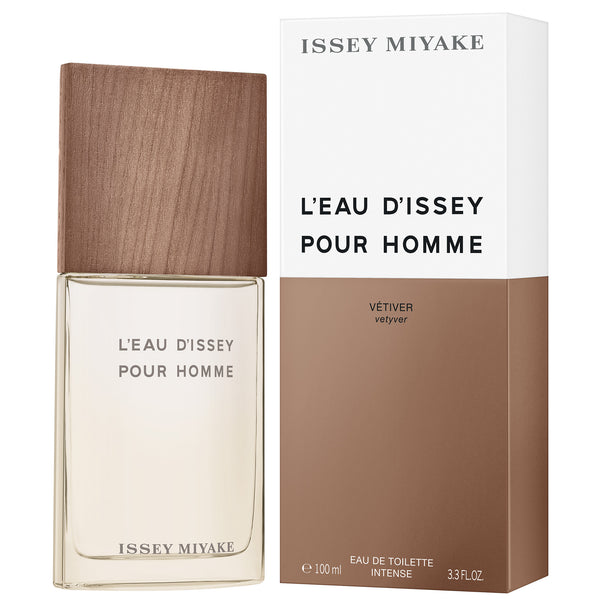 L'EAU D'ISSEY
POUR HOMME
ISSEY MIYAKE
ISSEY MIYAKE
L'EAU D'ISSEY
POUR HOMME
VÉTIVER
vetyver
EAU DE TOILETTE
INTENSE
℮ 100 ml
3.3 FL.OZ.